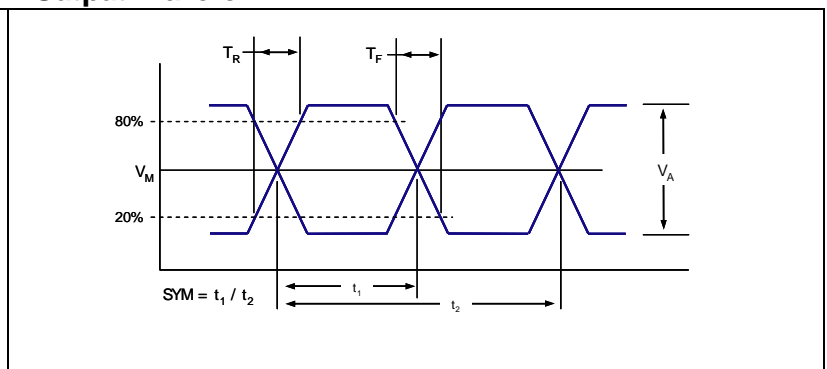 T_R
T_F
80%
V_M
V_A
20%
t_1
SYM = t_1 / t_2
t_2